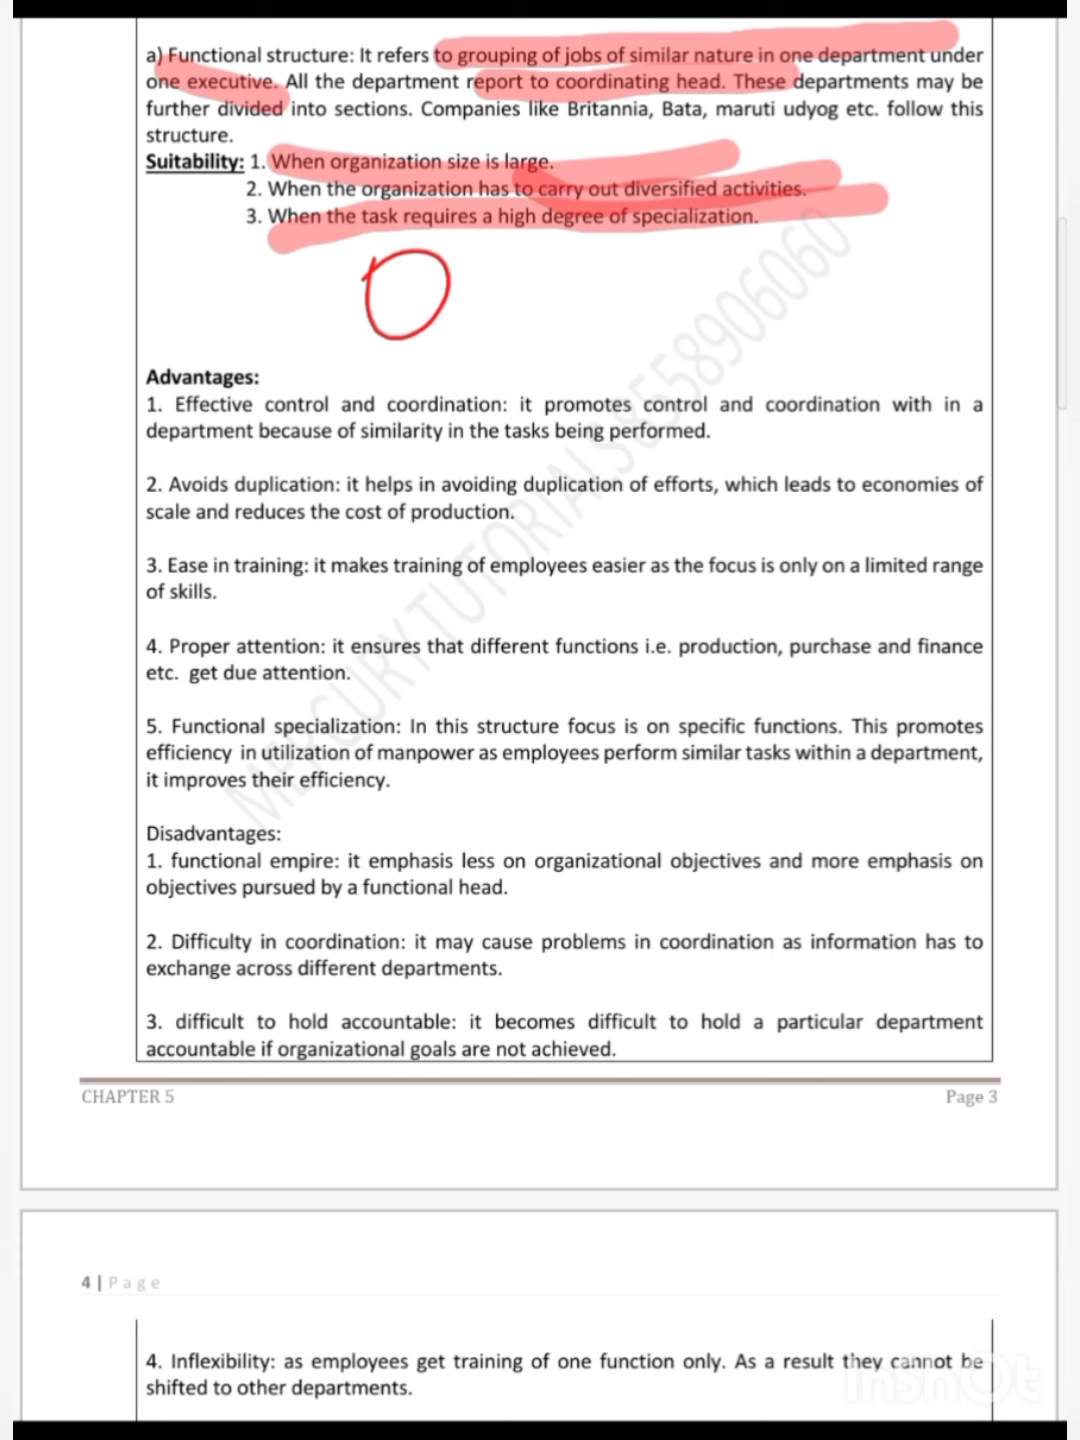 a) Functional structure: It refers to grouping of jobs of similar nature in one department under
one executive. All the department report to coordinating head. These departments may be
further divided into sections. Companies like Britannia, Bata, maruti udyog etc. follow this
structure.
Suitability: 1. When organization size is large.
2. When the organization has to carry out diversified activities.
3. When the task requires a high degree of specialization.
Advantages:
1. Effective control and coordination: it promotes control and coordination with in a
department because of similarity in the tasks being performed.
2. Avoids duplication: it helps in avoiding duplication of efforts, which leads to economies of
scale and reduces the cost of production.
3. Ease in training: it makes training of employees easier as the focus is only on a limited range
of skills.
4. Proper attention: it ensures that different functions i.e. production, purchase and finance
etc. get due attention.
5. Functional specialization: In this structure focus is on specific functions. This promotes
efficiency in utilization of manpower as employees perform similar tasks within a department,
it improves their efficiency.
Disadvantages:
1. functional empire: it emphasis less on organizational objectives and more emphasis on
objectives pursued by a functional head.
2. Difficulty in coordination: it may cause problems in coordination as information has to
exchange across different departments.
3. difficult to hold accountable: it becomes difficult to hold a particular department
accountable if organizational goals are not achieved.
MERCURY TUTORIALS 8558906060
CHAPTER 5 Page 3
4 | Page
4. Inflexibility: as employees get training of one function only. As a result they cannot be
shifted to other departments.
InShOt